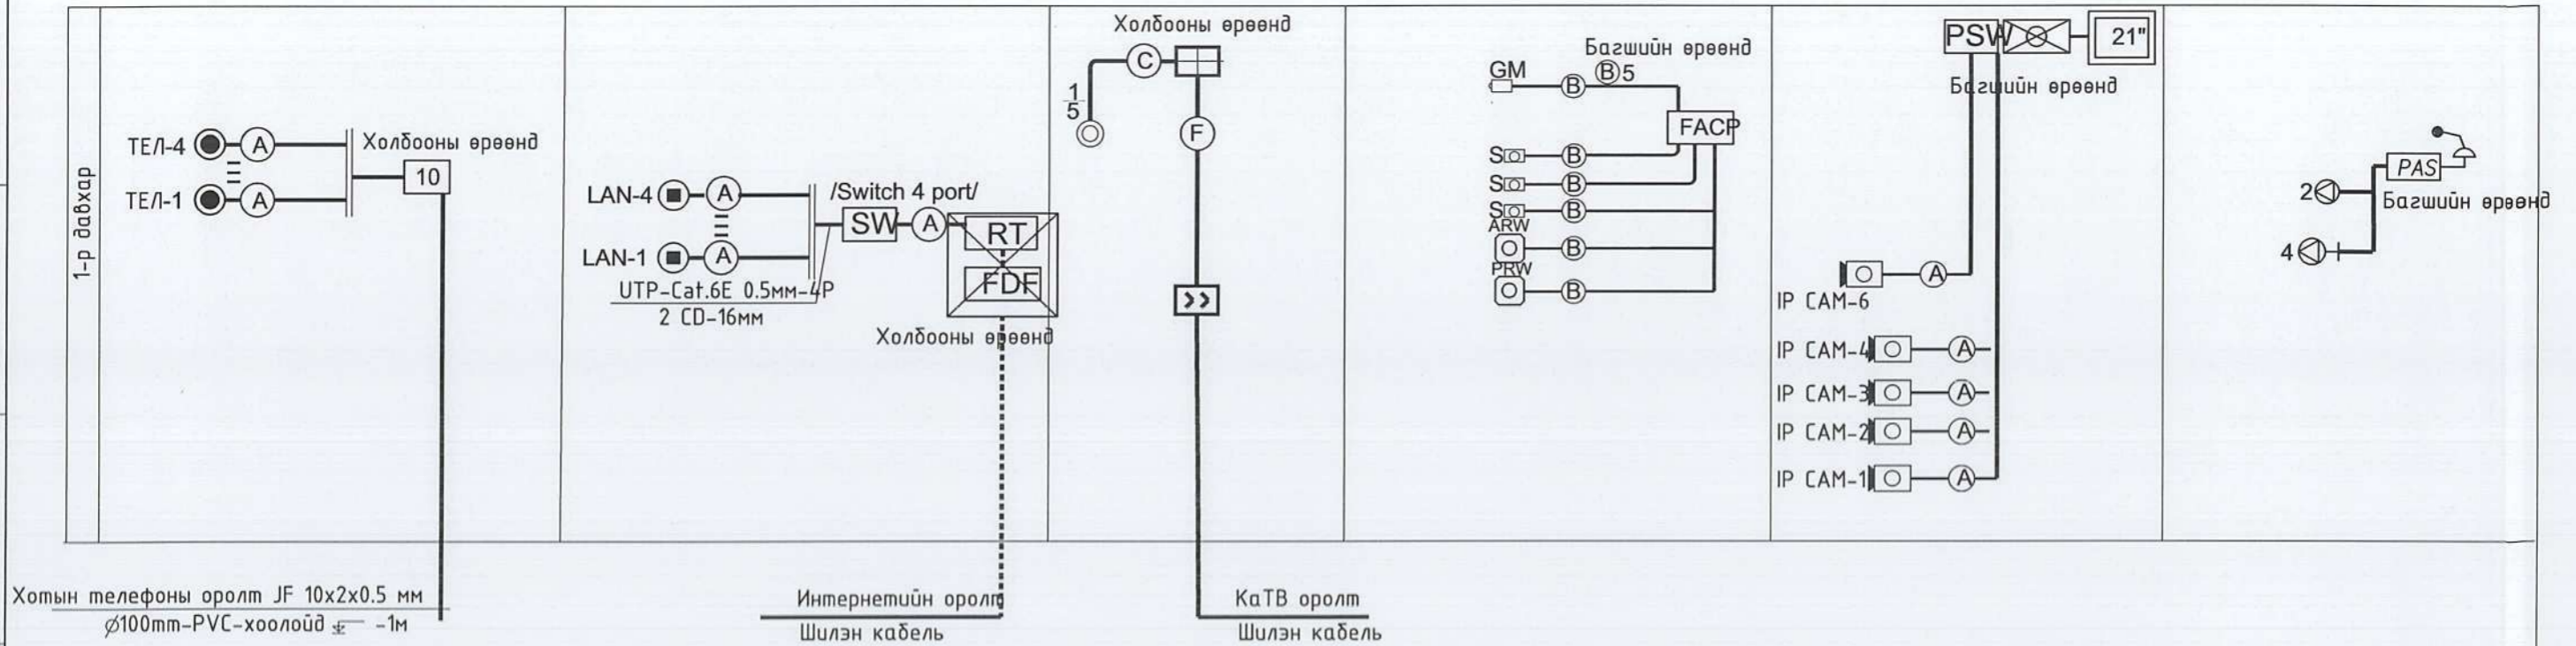 1-р давхар
ТЕЛ-4
A
Холбооны өрөөнд
10
ТЕЛ-1
A
Хотын телефоны оролт JF 10x2x0.5 мм
Ø100mm-PVC-хоолойд -1м
LAN-4
A
/Switch 4 port/
SW
A
RT
FDF
LAN-1
A
UTP-Cat.6E 0.5мм-4P
2 CD-16мм
Холбооны өрөөнд
Интернетийн оролт
Шилэн кабель
Холбооны өрөөнд
C
1
5
F
>>
КаТВ оролт
Шилэн кабель
Багшийн өрөөнд
GM
B
B5
FACP
S
B
S
B
S
B
ARW
B
PRW
B
PSW
21"
Багшийн өрөөнд
A
IP CAM-6
IP CAM-4
A
IP CAM-3
A
IP CAM-2
A
IP CAM-1
A
PAS
2
Багшийн өрөөнд
4